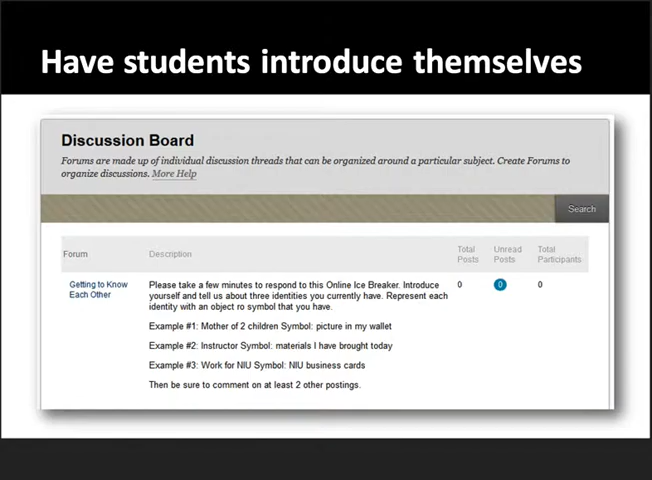 Have students introduce themselves
Discussion Board
Forums are made up of individual discussion threads that can be organized around a particular subject. Create Forums to
organize discussions. More Help
Search
Forum
Description
Total
Posts
Unread
Posts
Total
Participants
Getting to Know
Each Other
Please take a few minutes to respond to this Online Ice Breaker. Introduce
yourself and tell us about three identities you currently have. Represent each
identity with an object ro symbol that you have.
Example #1: Mother of 2 children Symbol: picture in my wallet
Example #2: Instructor Symbol: materials I have brought today
Example #3: Work for NIU Symbol: NIU business cards
Then be sure to comment on at least 2 other postings.
0
0
0